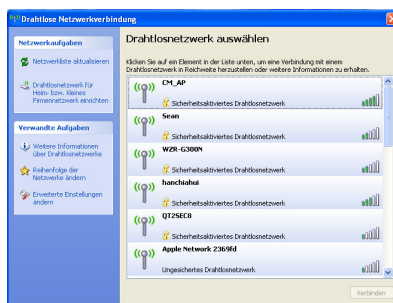 Drahtlose Netzwerkverbindung
Netzwerkaufgaben
Netzwerkliste aktualisieren
Drahtlosnetzwerk für
Heim- bzw. kleines
Firmennetzwerk einrichten
Verwandte Aufgaben
Weitere Informationen
über Drahtlosnetzwerke
Reihenfolge der
Netzwerke ändern
Erweiterte Einstellungen
ändern
Drahtlosnetzwerk auswählen
Klicken Sie auf ein Element in der Liste unten, um eine Verbindung mit einem
Drahtlosnetzwerk in Reichweite herzustellen oder weitere Informationen zu erhalten.
CM_AP
Sicherheitsaktiviertes Drahtlosnetzwerk
Sean
Sicherheitsaktiviertes Drahtlosnetzwerk
WZR-G300N
Sicherheitsaktiviertes Drahtlosnetzwerk
hanchiahui
Sicherheitsaktiviertes Drahtlosnetzwerk
QT2SEC8
Sicherheitsaktiviertes Drahtlosnetzwerk
Apple Network 2369fd
Ungesichertes Drahtlosnetzwerk
Verbinden